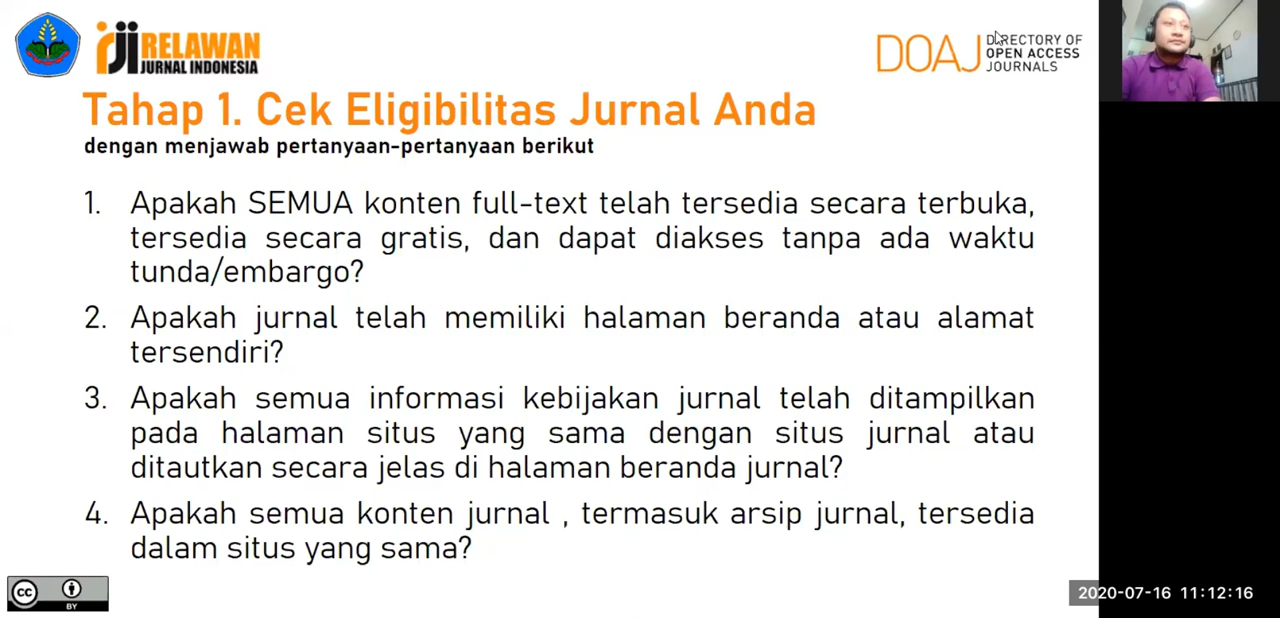 RELAWAN
JURNAL INDONESIA
DOAJ
DIRECTORY OF
OPEN ACCESS
JOURNALS
Tahap 1. Cek Eligibilitas Jurnal Anda
dengan menjawab pertanyaan-pertanyaan berikut
1. Apakah SEMUA konten full-text telah tersedia secara terbuka,
tersedia secara gratis, dan dapat diakses tanpa ada waktu
tunda/embargo?
2. Apakah jurnal telah memiliki halaman beranda atau alamat
tersendiri?
3. Apakah semua informasi kebijakan jurnal telah ditampilkan
pada halaman situs yang sama dengan situs jurnal atau
ditautkan secara jelas di halaman beranda jurnal?
4. Apakah semua konten jurnal , termasuk arsip jurnal, tersedia
dalam situs yang sama?
cc
BY
2020-07-16 11:12:16